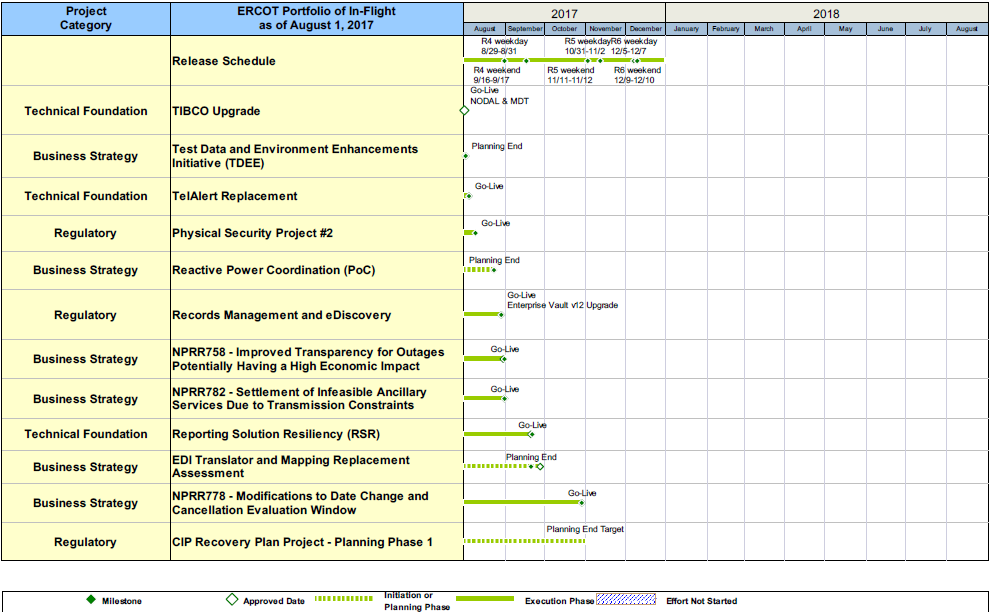 Project
Category
ERCOT Portfolio of In-Flight
as of August 1, 2017
2017
2018
August September October November December January February March April May June July August
Release Schedule
R4 weekday
8/29-8/31
R5 weekday
10/31-11/2
R6 weekday
12/5-12/7
R4 weekend
9/16-9/17
R5 weekend
11/11-11/12
R6 weekend
12/9-12/10
Technical Foundation
TIBCO Upgrade
Go-Live
NODAL & MDT
Business Strategy
Test Data and Environment Enhancements
Initiative (TDEE)
Planning End
Technical Foundation
TelAlert Replacement
Go-Live
Regulatory
Physical Security Project #2
Go-Live
Business Strategy
Reactive Power Coordination (PoC)
Planning End
Regulatory
Records Management and eDiscovery
Go-Live
Enterprise Vault v12 Upgrade
Business Strategy
NPRR758 - Improved Transparency for Outages
Potentially Having a High Economic Impact
Go-Live
Business Strategy
NPRR782 - Settlement of Infeasible Ancillary
Services Due to Transmission Constraints
Go-Live
Technical Foundation
Reporting Solution Resiliency (RSR)
Go-Live
Business Strategy
EDI Translator and Mapping Replacement
Assessment
Planning End
Business Strategy
NPRR778 - Modifications to Date Change and
Cancellation Evaluation Window
Go-Live
Regulatory
CIP Recovery Plan Project - Planning Phase 1
Planning End Target
Milestone
Approved Date
Initiation or
Planning Phase
Execution Phase
Effort Not Started